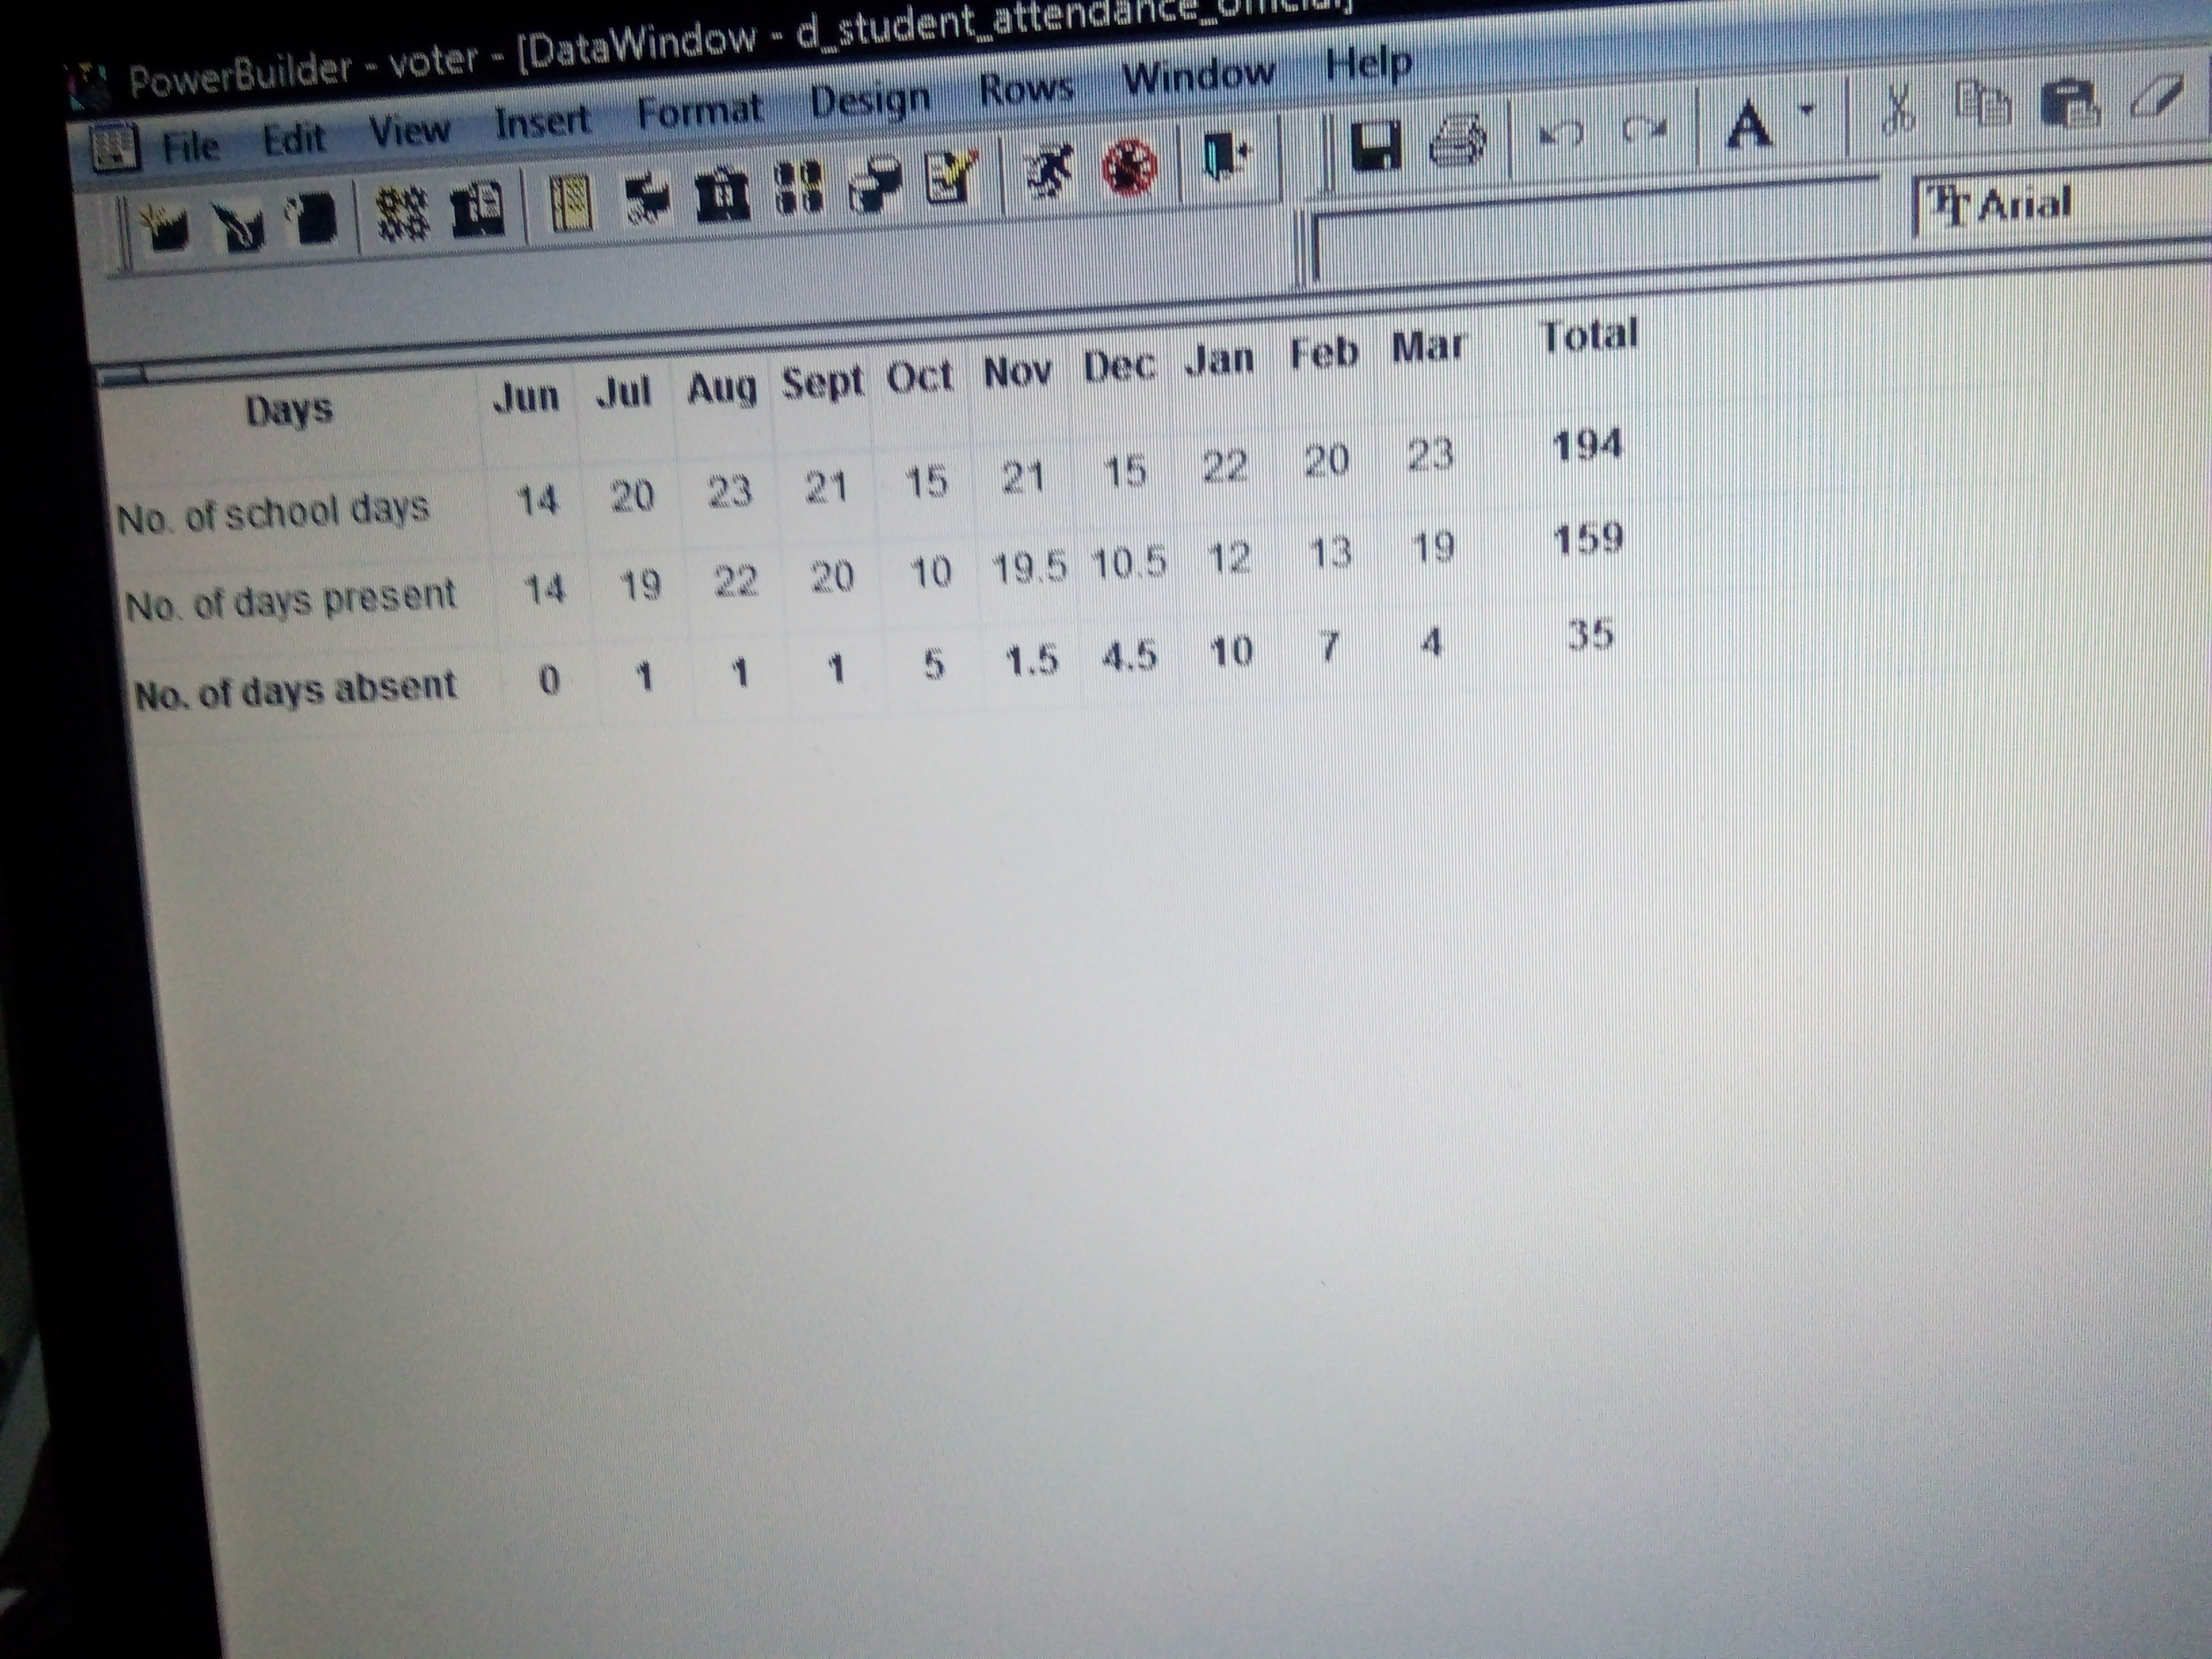 PowerBuilder - voter - [DataWindow - d_student_attendance_official]
File Edit View Insert Format Design Rows Window Help
A
Arial
Days Jun Jul Aug Sept Oct Nov Dec Jan Feb Mar Total
No. of school days 14 20 23 21 15 21 15 22 20 23 194
No. of days present 14 19 22 20 10 19.5 10.5 12 13 19 159
No. of days absent 0 1 1 1 5 1.5 4.5 10 7 4 35